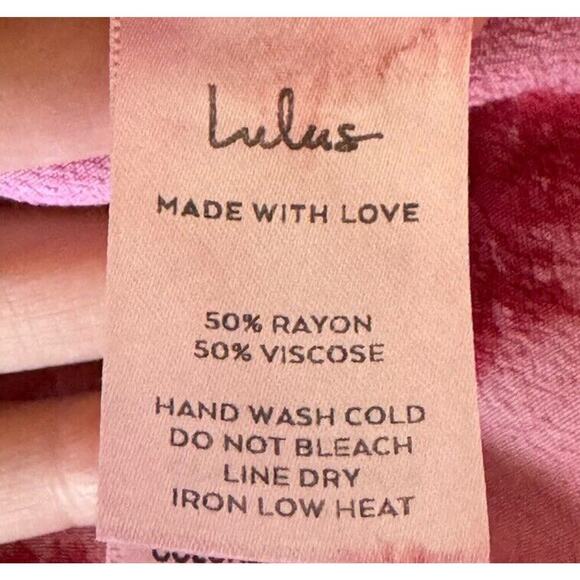 Lulus
MADE WITH LOVE
50% RAYON
50% VISCOSE
HAND WASH COLD
DO NOT BLEACH
LINE DRY
IRON LOW HEAT